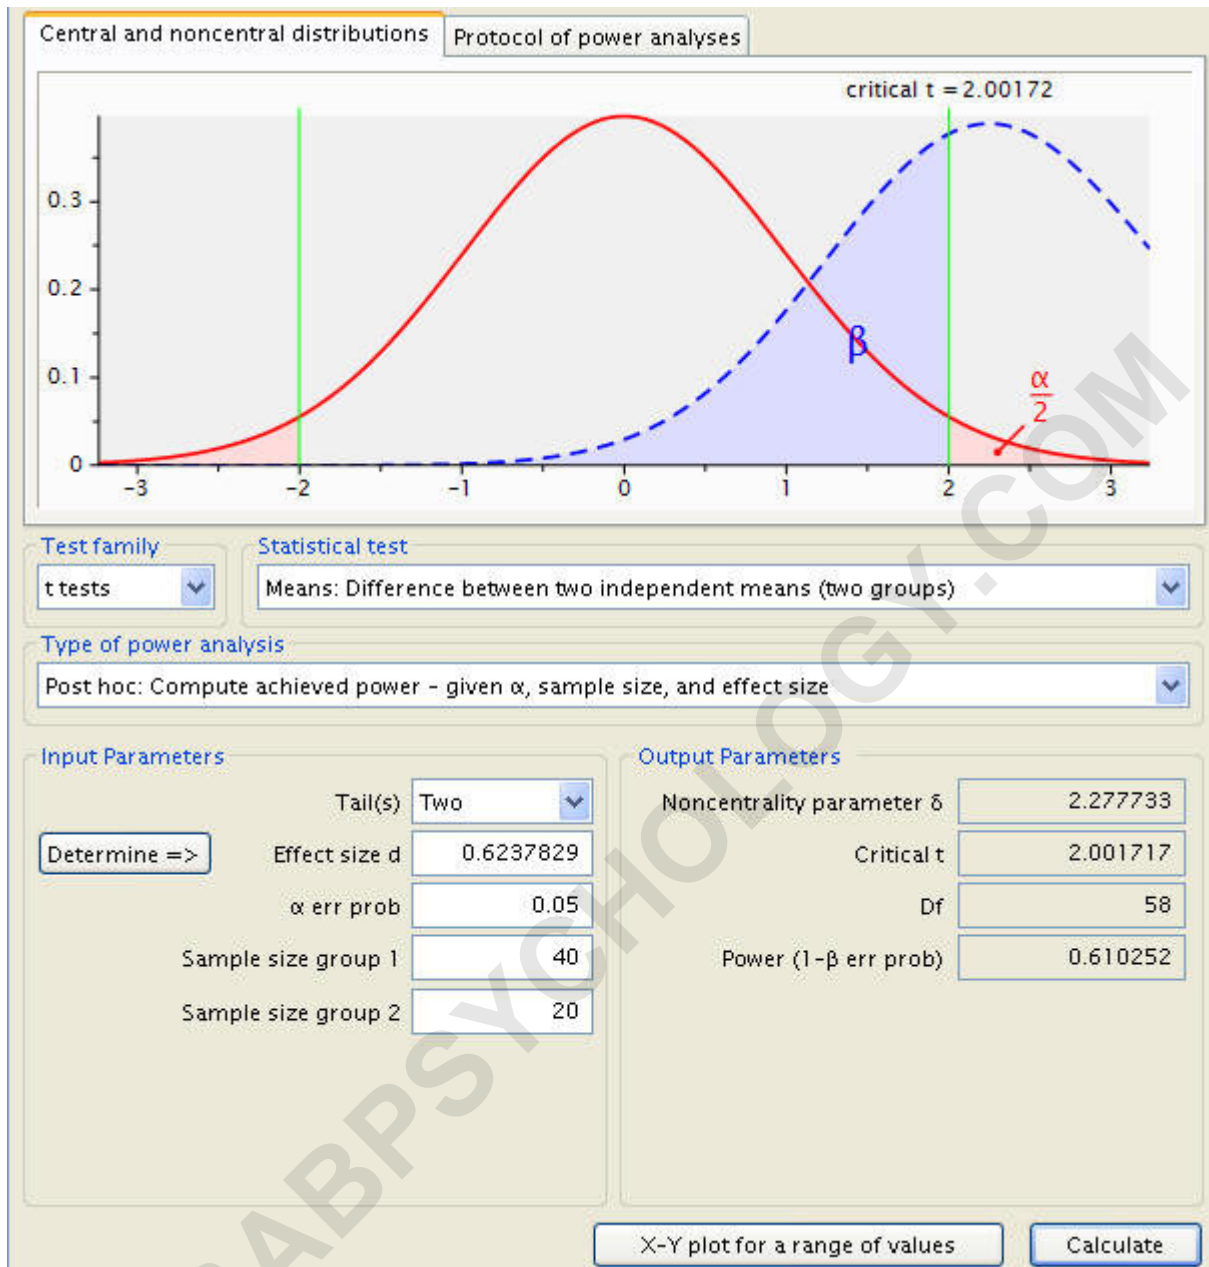 Central and noncentral distributions
Protocol of power analyses
critical t = 2.00172
0.3
0.2
0.1
0
β
α
2
-3
-2
-1
0
1
2
3
Test family
Statistical test
t tests
Means: Difference between two independent means (two groups)
Type of power analysis
Post hoc: Compute achieved power – given α, sample size, and effect size
Input Parameters
Tail(s) Two
Determine => Effect size d 0.6237829
α err prob 0.05
Sample size group 1 40
Sample size group 2 20
Output Parameters
Noncentrality parameter δ 2.277733
Critical t 2.001717
Df 58
Power (1-β err prob) 0.610252
X-Y plot for a range of values
Calculate
ABPSYCHOLOGY.COM